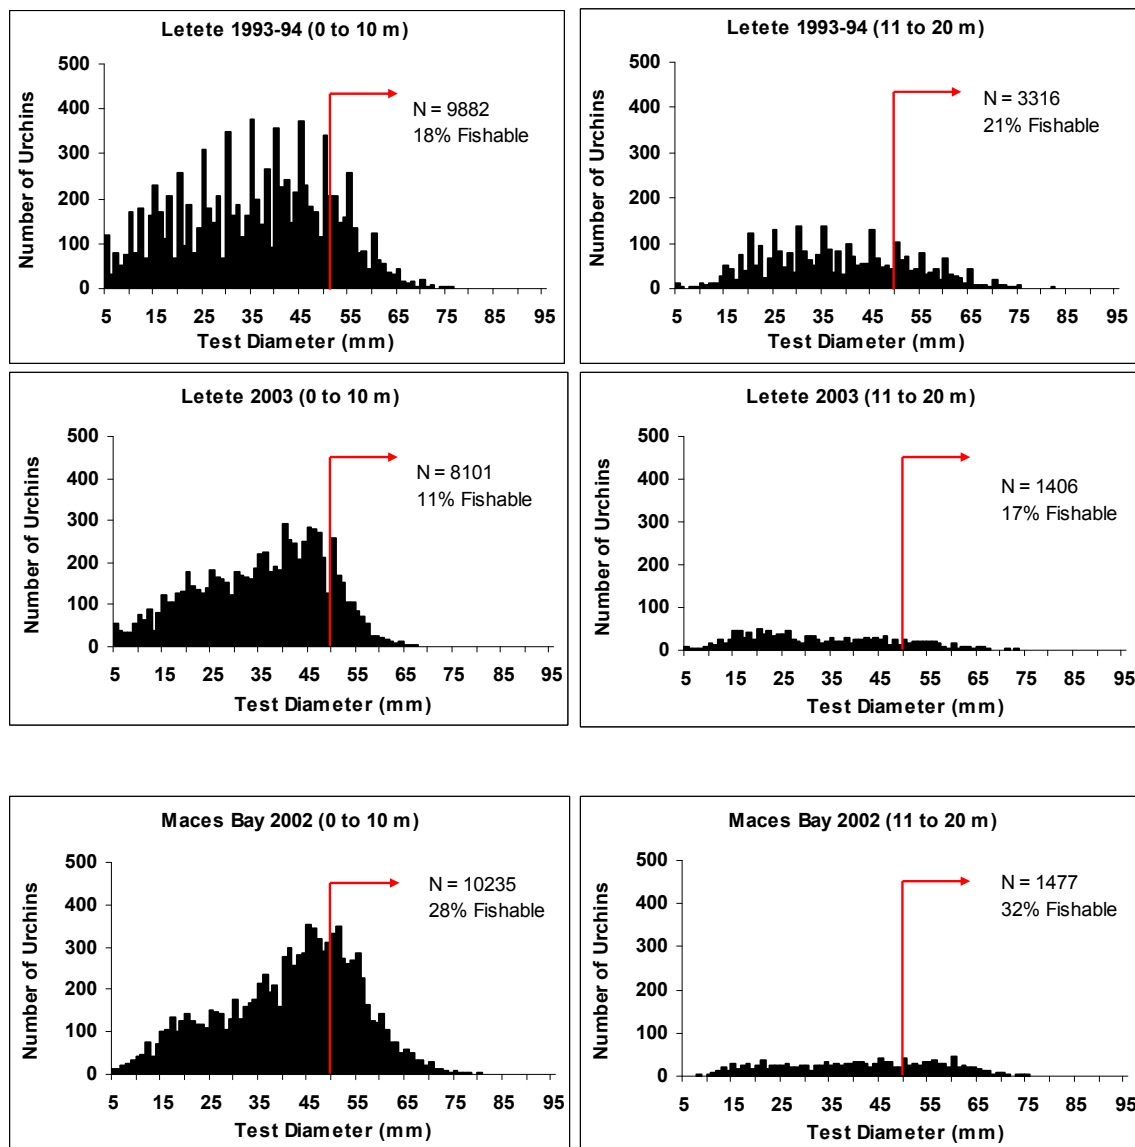 Letete 1993-94 (0 to 10 m)
500
400
300
200
100
0
Number of Urchins
N = 9882
18% Fishable
5 15 25 35 45 55 65 75 85 95
Test Diameter (mm)
Letete 1993-94 (11 to 20 m)
500
400
300
200
100
0
Number of Urchins
N = 3316
21% Fishable
5 15 25 35 45 55 65 75 85 95
Test Diameter (mm)
Letete 2003 (0 to 10 m)
500
400
300
200
100
0
Number of Urchins
N = 8101
11% Fishable
5 15 25 35 45 55 65 75 85 95
Test Diameter (mm)
Letete 2003 (11 to 20 m)
500
400
300
200
100
0
Number of Urchins
N = 1406
17% Fishable
5 15 25 35 45 55 65 75 85 95
Test Diameter (mm)
Maces Bay 2002 (0 to 10 m)
500
400
300
200
100
0
Number of Urchins
N = 10235
28% Fishable
5 15 25 35 45 55 65 75 85 95
Test Diameter (mm)
Maces Bay 2002 (11 to 20 m)
500
400
300
200
100
0
Number of Urchins
N = 1477
32% Fishable
5 15 25 35 45 55 65 75 85 95
Test Diameter (mm)